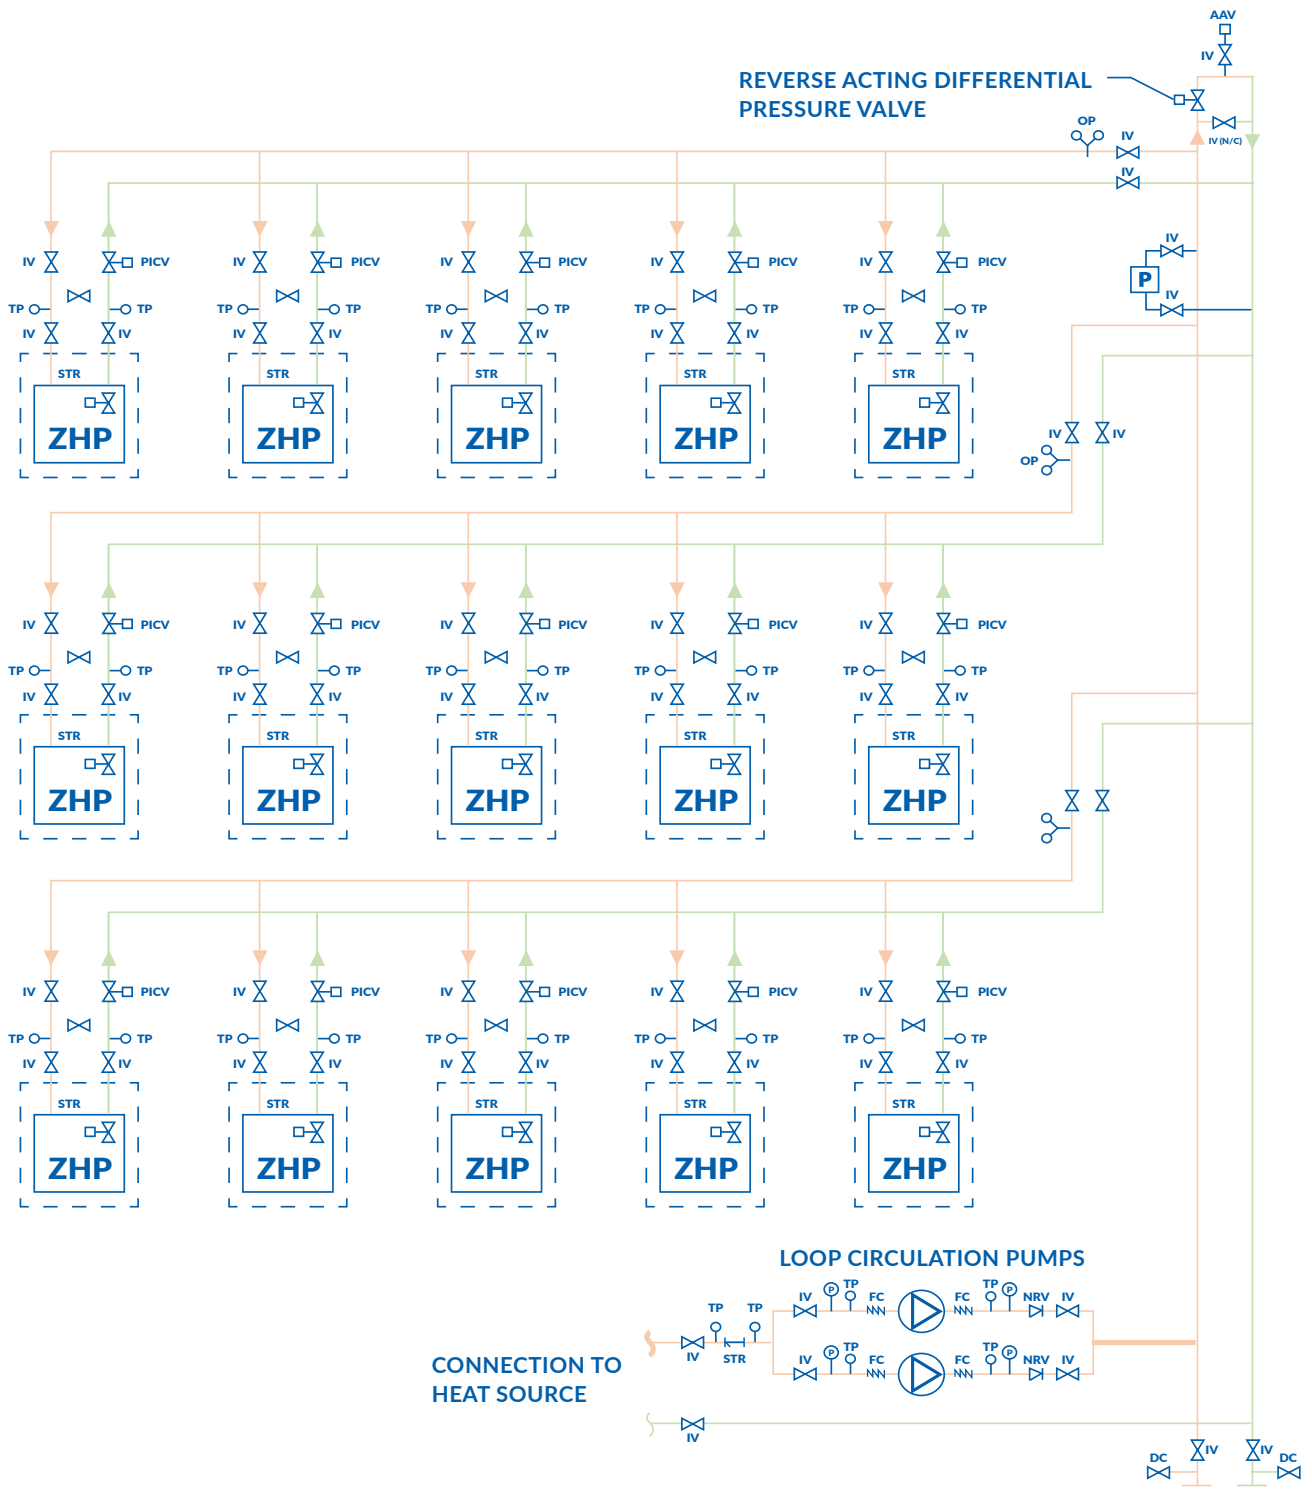 AAV
IV
REVERSE ACTING DIFFERENTIAL
PRESSURE VALVE
OP
IV
IV (N/C)
IV
IV PICV IV PICV IV PICV IV PICV IV PICV
IV
P
IV
TP TP TP TP TP TP TP TP TP TP
IV IV IV IV IV IV IV IV IV IV
STR STR STR STR STR
ZHP ZHP ZHP ZHP ZHP
IV IV
OP
IV PICV IV PICV IV PICV IV PICV IV PICV
TP TP TP TP TP TP TP TP TP TP
IV IV IV IV IV IV IV IV IV IV
STR STR STR STR STR
ZHP ZHP ZHP ZHP ZHP
IV PICV IV PICV IV PICV IV PICV IV PICV
TP TP TP TP TP TP TP TP TP TP
IV IV IV IV IV IV IV IV IV IV
STR STR STR STR STR
ZHP ZHP ZHP ZHP ZHP
LOOP CIRCULATION PUMPS
IV P TP FC FC TP P NRV IV
TP TP
IV STR
IV P TP FC FC TP P NRV IV
CONNECTION TO
HEAT SOURCE
IV
IV IV
DC DC